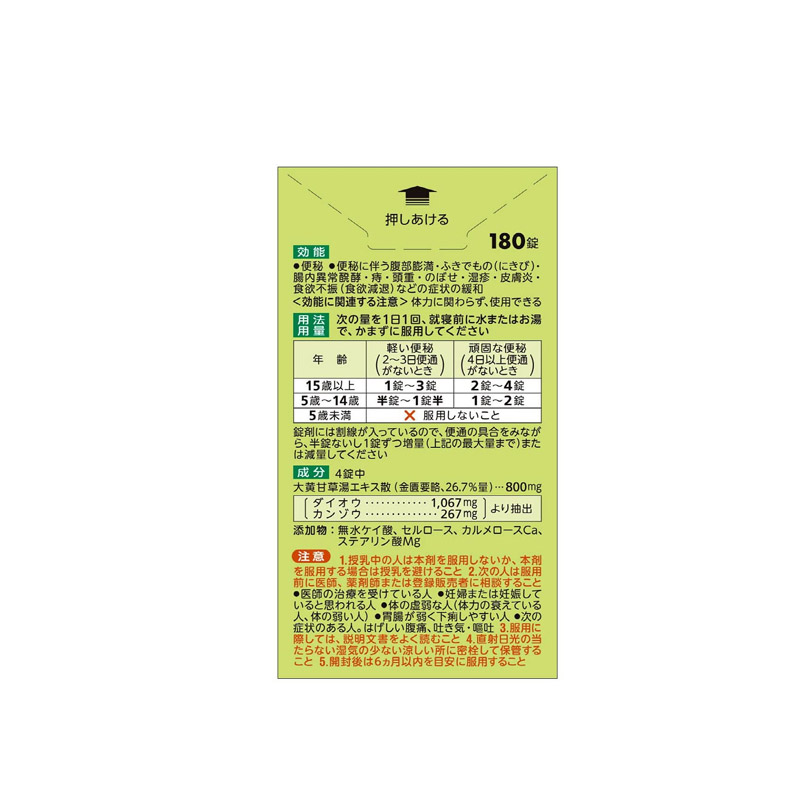 押しあける
180錠
効能
●便秘 ●便秘に伴う腹部膨満・ふきでもの(にきび)・
腸内異常醗酵・痔・頭重・のぼせ・湿疹・皮膚炎・
食欲不振(食欲減退)などの症状の緩和
<効能に関連する注意> 体力に関わらず、使用できる
用法用量 次の量を1日1回、就寝前に水またはお湯
で、かまずに服用してください
年齢 軽い便秘(2〜3日便通がないとき) 頑固な便秘(4日以上便通がないとき)
15歳以上 1錠〜3錠 2錠〜4錠
5歳〜14歳 半錠〜1錠半 1錠〜2錠
5歳未満 × 服用しないこと
錠剤には割線が入っているので、便通の具合をみなが
ら、半錠ないし1錠ずつ増量(上記の最大量まで)また
は減量してください
成分 4錠中
大黄甘草湯エキス散(金匱要略、26.7%量)…800mg
ダイオウ…………1,067mg
カンゾウ……………267mg
より抽出
添加物:無水ケイ酸、セルロース、カルメロースCa、
ステアリン酸Mg
注意 1.授乳中の人は本剤を服用しないか、本剤
を服用する場合は授乳を避けること 2.次の人は服用
前に医師、薬剤師または登録販売者に相談すること
●医師の治療を受けている人 ●妊婦または妊娠して
いると思われる人 ●体の虚弱な人(体力の衰えている
人、体の弱い人) ●胃腸が弱く下痢しやすい人 ●次の
症状のある人。はげしい腹痛、吐き気・嘔吐 3.服用に
際しては、説明文書をよく読むこと 4.直射日光の当
たらない湿気の少ない涼しい所に密栓して保管する
こと 5.開封後は6ヵ月以内を目安に服用すること